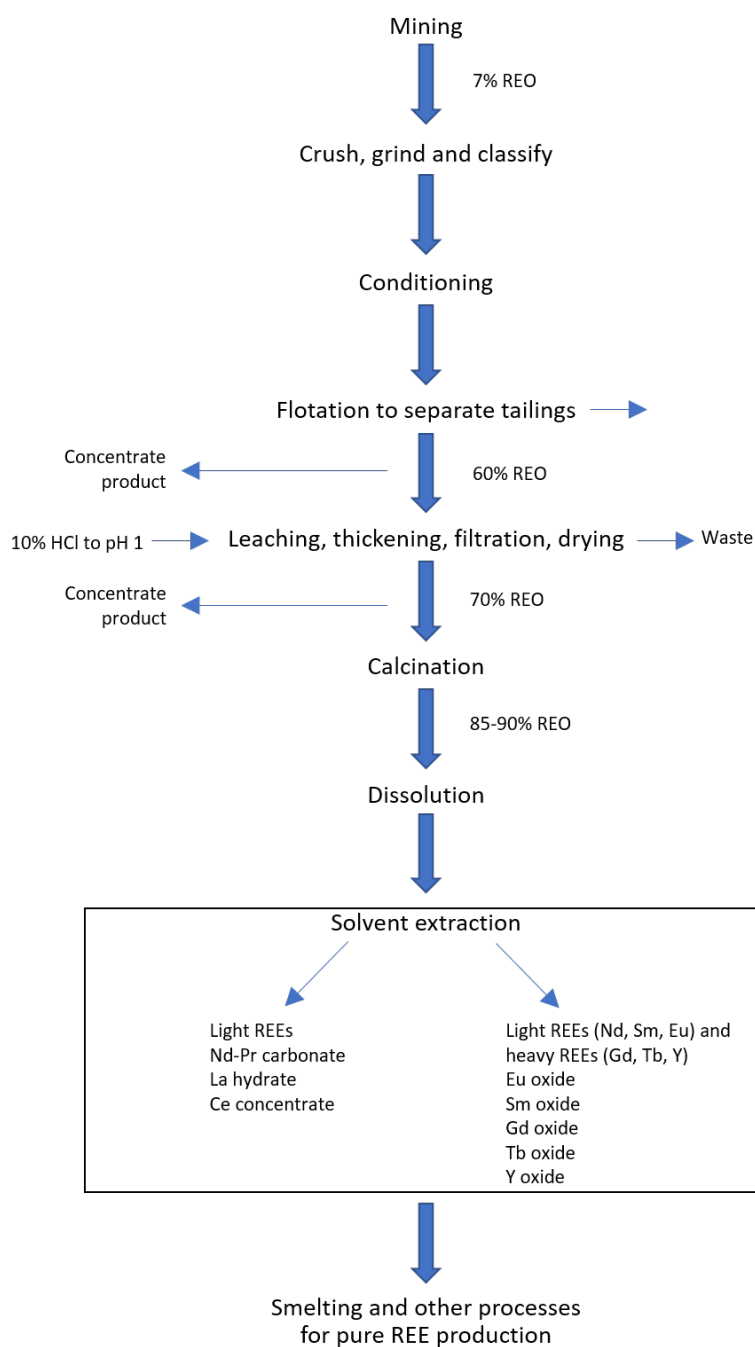 Mining
7% REO
Crush, grind and classify
Conditioning
Flotation to separate tailings
Concentrate
product
60% REO
10% HCl to pH 1
Leaching, thickening, filtration, drying
Waste
Concentrate
product
70% REO
Calcination
85-90% REO
Dissolution
Solvent extraction
Light REEs
Nd-Pr carbonate
La hydrate
Ce concentrate
Light REEs (Nd, Sm, Eu) and
heavy REEs (Gd, Tb, Y)
Eu oxide
Sm oxide
Gd oxide
Tb oxide
Y oxide
Smelting and other processes
for pure REE production